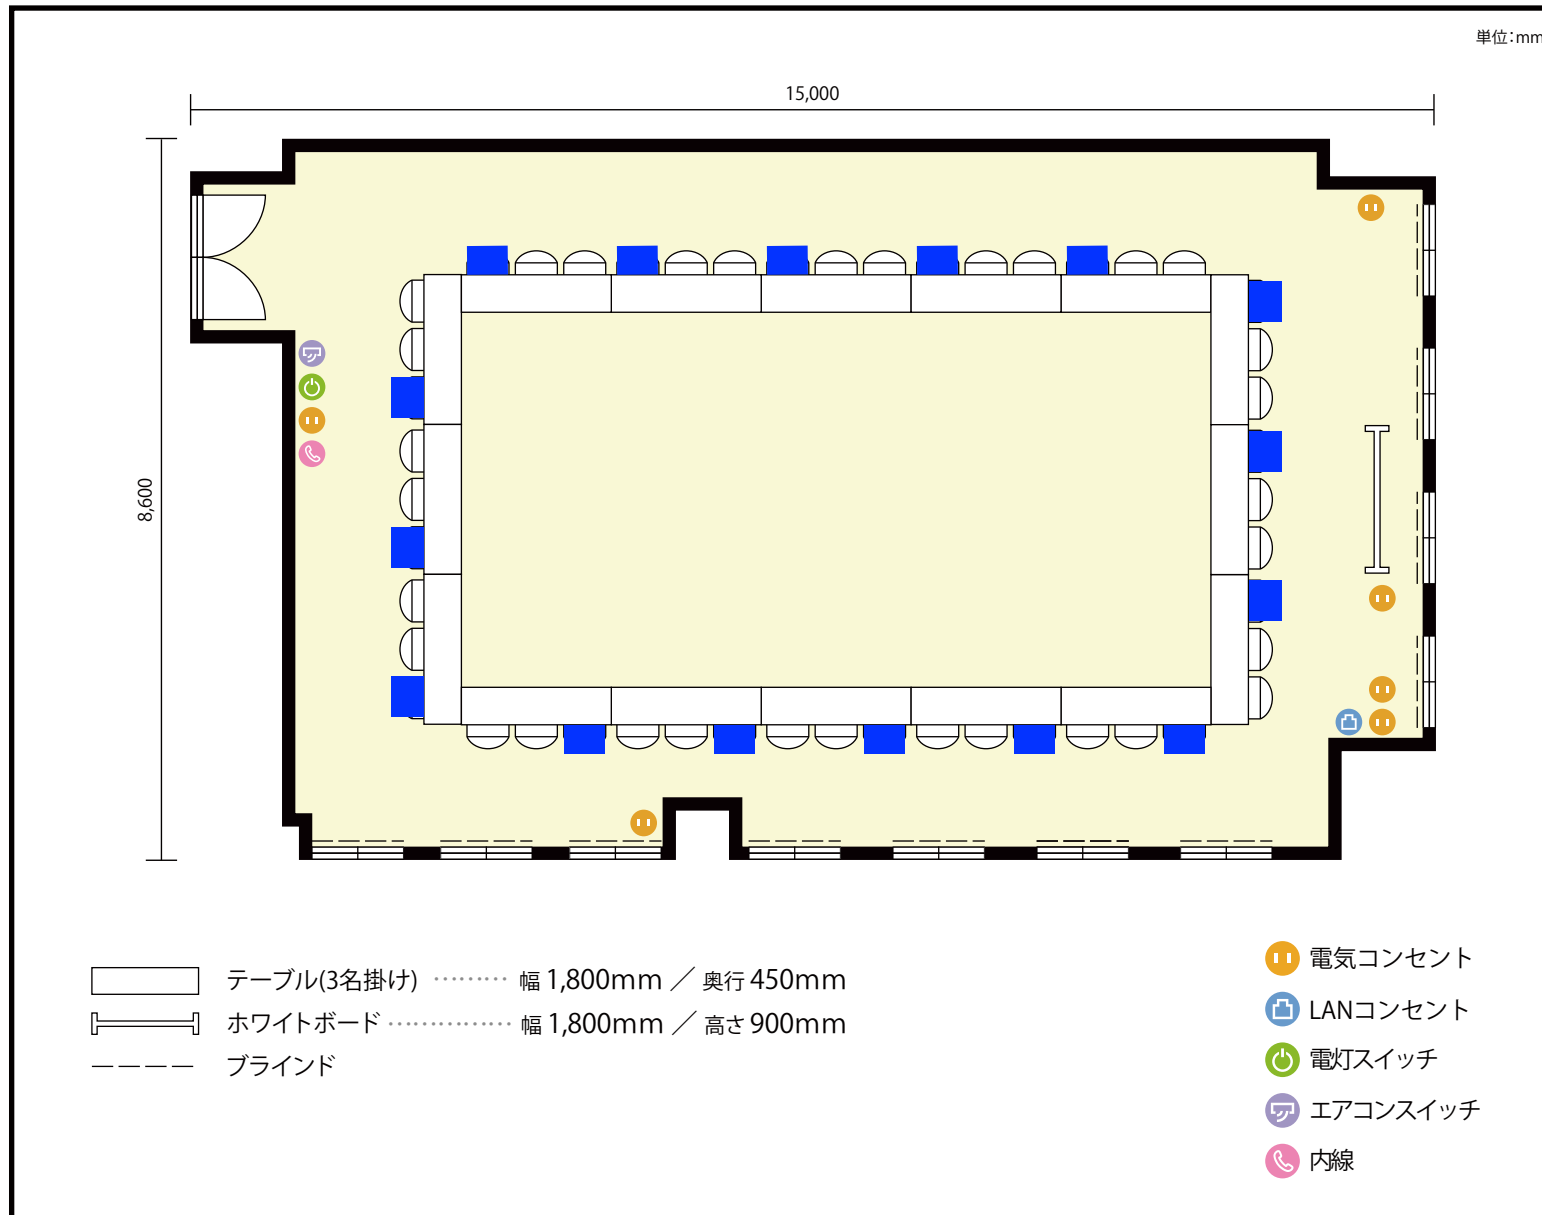 単位:mm
15,000
8,600
テーブル(3名掛け) ‥‥‥‥ 幅 1,800mm ／ 奥行 450mm
ホワイトボード ‥‥‥‥‥‥‥ 幅 1,800mm ／ 高さ 900mm
ブラインド
電気コンセント
LANコンセント
電灯スイッチ
エアコンスイッチ
内線